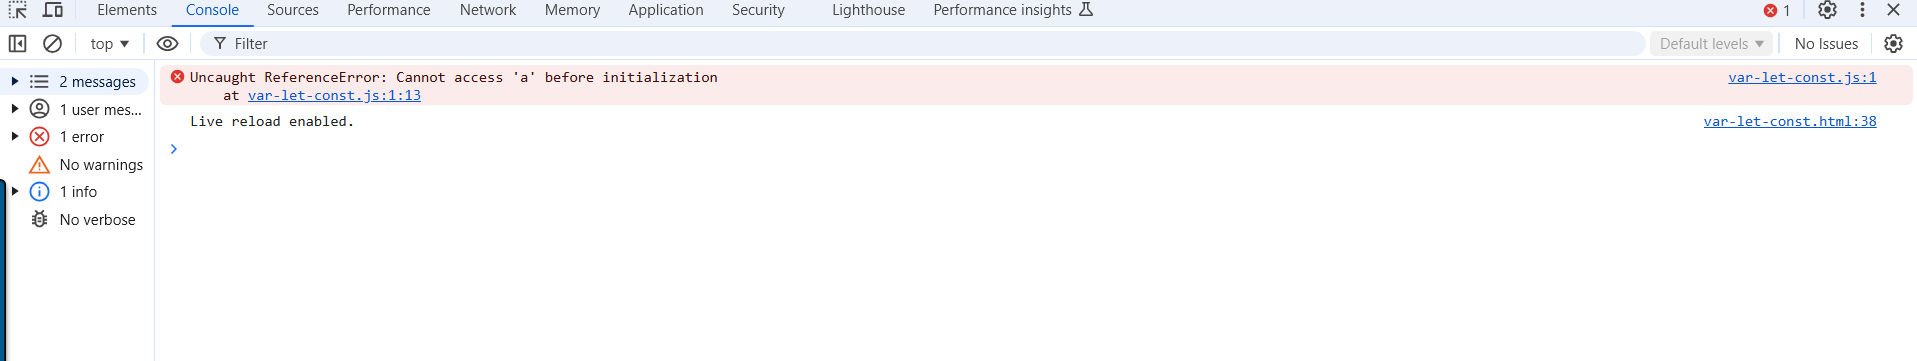 Elements Console Sources Performance Network Memory Application Security Lighthouse Performance insights 1
top Filter Default levels No Issues
2 messages
1 user mes...
1 error
No warnings
1 info
No verbose
Uncaught ReferenceError: Cannot access 'a' before initialization var-let-const.js:1
at var-let-const.js:1:13
Live reload enabled. var-let-const.html:38